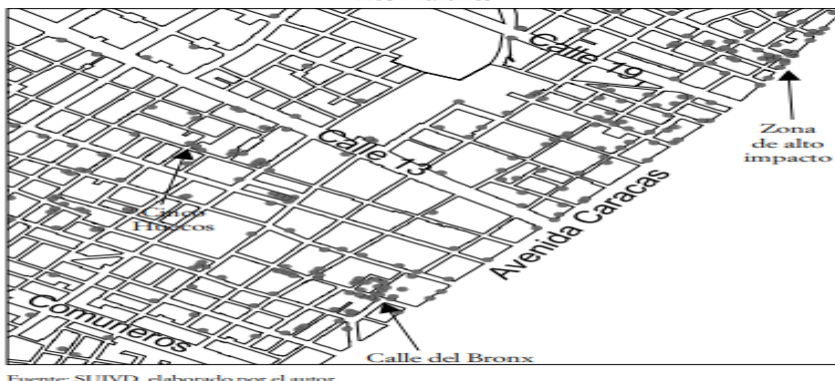 Calle 19
Zona
de alto
impacto
Calle 13
Cinco
Huecos
Avenida Caracas
Comuneros
Calle del Bronx
Fuente: SUIVD, elaborado por el autor